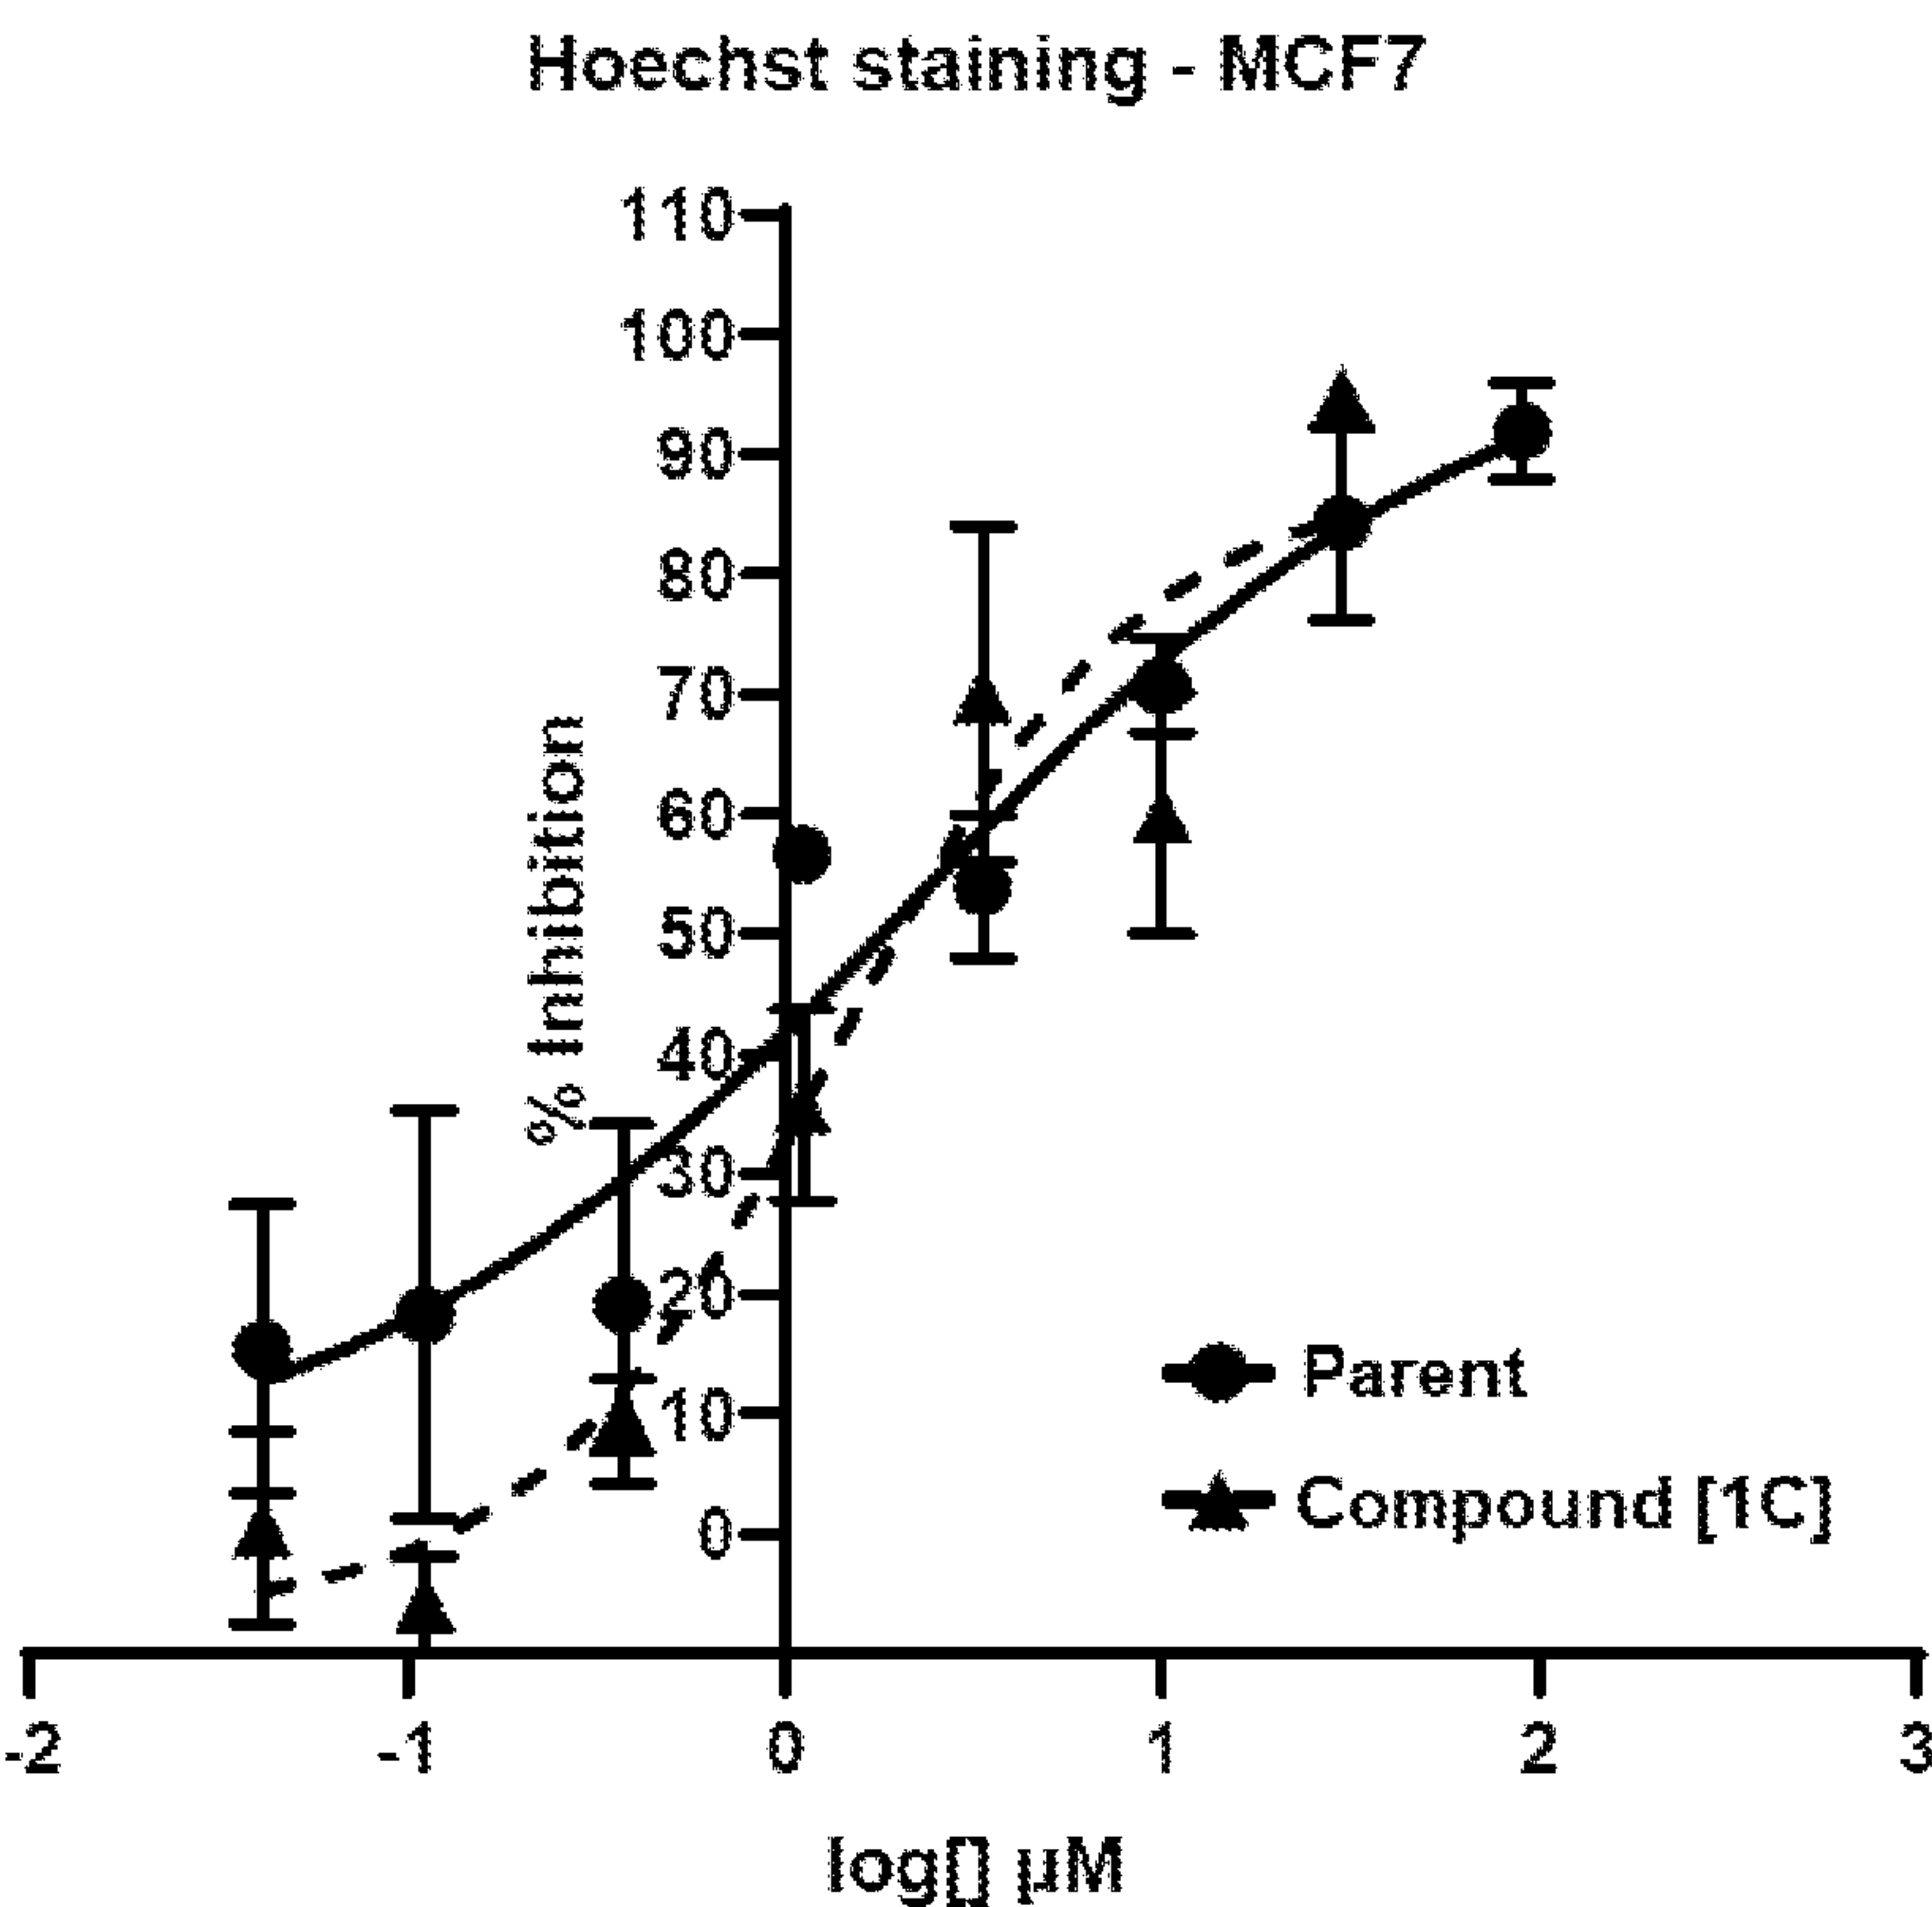 Hoechst staining - MCF7
110
100
90
80
70
60
50
40
30
20
10
0
% Inhibition
Parent
Compound [1C]
-2 -1 0 1 2 3
log[] µM